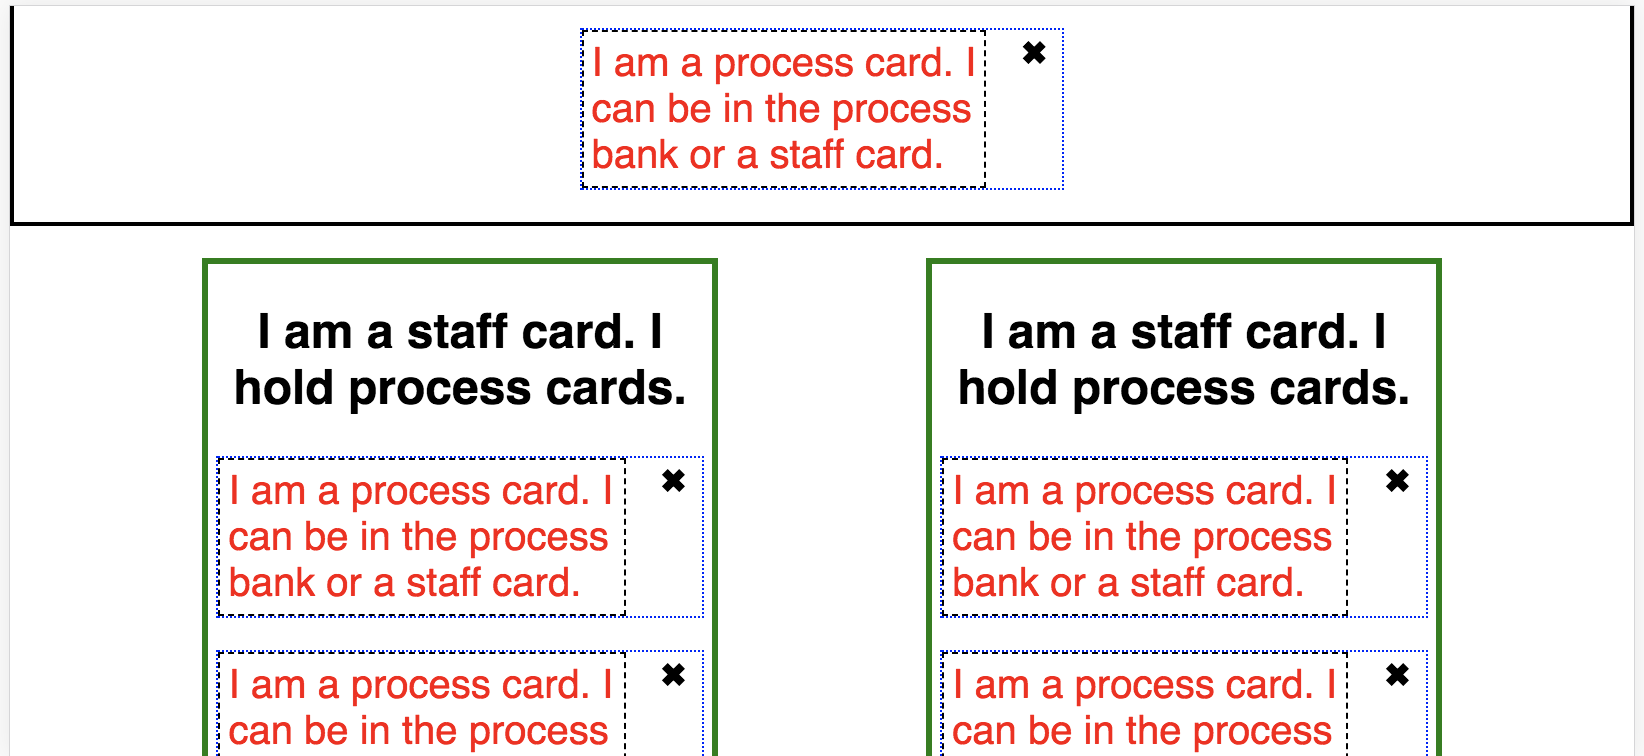 I am a process card. I
can be in the process
bank or a staff card.
✖
I am a staff card. I
hold process cards.
I am a process card. I
can be in the process
bank or a staff card.
✖
I am a process card. I
can be in the process
✖
I am a staff card. I
hold process cards.
I am a process card. I
can be in the process
bank or a staff card.
✖
I am a process card. I
can be in the process
✖